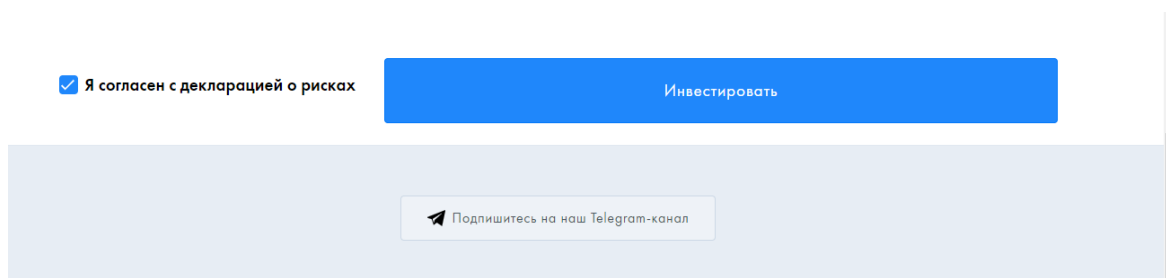 Я согласен с декларацией о рисках
Инвестировать
Подпишитесь на наш Telegram-канал